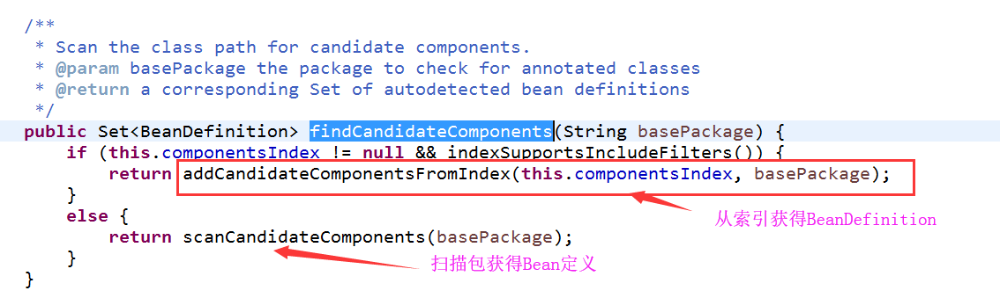 /**
 * Scan the class path for candidate components.
 * @param basePackage the package to check for annotated classes
 * @return a corresponding Set of autodetected bean definitions
 */
public Set<BeanDefinition> findCandidateComponents(String basePackage) {
    if (this.componentsIndex != null && indexSupportsIncludeFilters()) {
        return addCandidateComponentsFromIndex(this.componentsIndex, basePackage);
    }
从索引获得BeanDefinition
    else {
        return scanCandidateComponents(basePackage);
    }
扫描包获得Bean定义
}